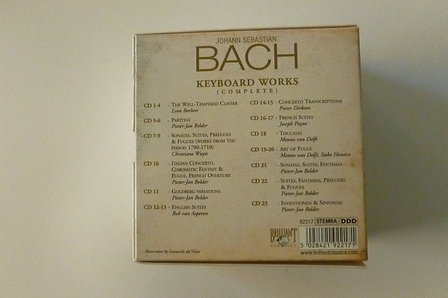 JOHANN SEBASTIAN
BACH
KEYBOARD WORKS
(COMPLETE)
CD 1-4 - THE WELL-TEMPERED CLAVIER
Leon Berben
CD 5-6 - PARTITAS
Pieter-Jan Belder
CD 7-9 - SONATAS, SUITES, PRELUDES
& FUGUES (WORKS FROM THE
PERIOD 1700-1710)
Christiane Wuyts
CD 10 - ITALIAN CONCERTO,
CHROMATIC FANTASY &
FUGUE, FRENCH OVERTURE
Pieter-Jan Belder
CD 11 - GOLDBERG VARIATIONS
Pieter-Jan Belder
CD 12-13 - ENGLISH SUITES
Bob van Asperen
CD 14-15 - CONCERTO TRANSCRIPTIONS
Pieter Dirksen
CD 16-17 - FRENCH SUITES
Joseph Payne
CD 18 - TOCCATAS
Menno van Delft
CD 19-20 - ART OF FUGUE
Menno van Delft, Siebe Henstra
CD 21 - SONATAS, SUITES, FANTASIAS
Pieter-Jan Belder
CD 22 - SUITES, FANTASIAS, PRELUDES
& FUGUES
Pieter-Jan Belder
CD 23 - INVENTIONEN & SINFONIAS
Pieter-Jan Belder
Illustration by Leonardo da Vinci
92217 STEMRA DDD
BRILLIANT
CLASSICS
5 028421 922171
www.brilliantclassics.com